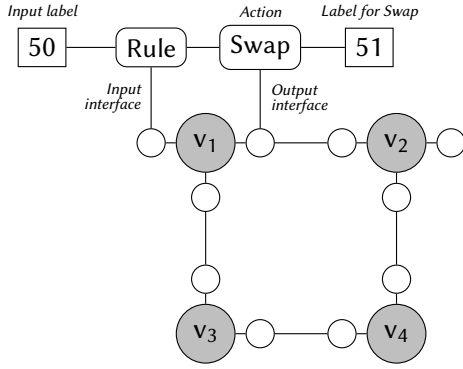 Input label
Action
Label for Swap
50
Rule
Swap
51
Input
interface
Output
interface
v1
v2
v3
v4